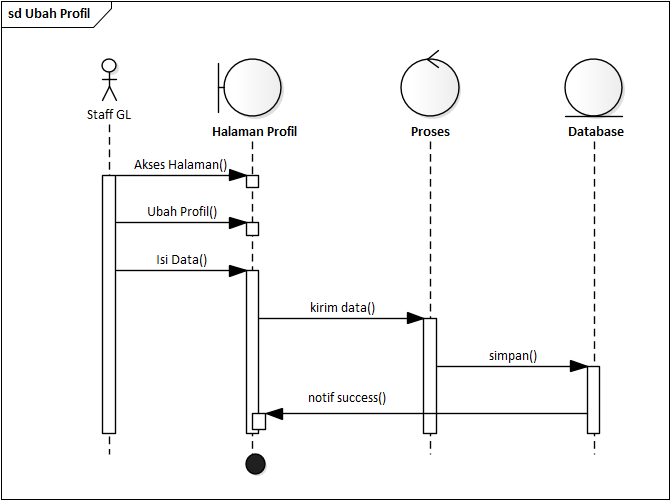 sd Ubah Profil
Staff GL
Halaman Profil
Proses
Database
Akses Halaman()
Ubah Profil()
Isi Data()
kirim data()
simpan()
notif success()